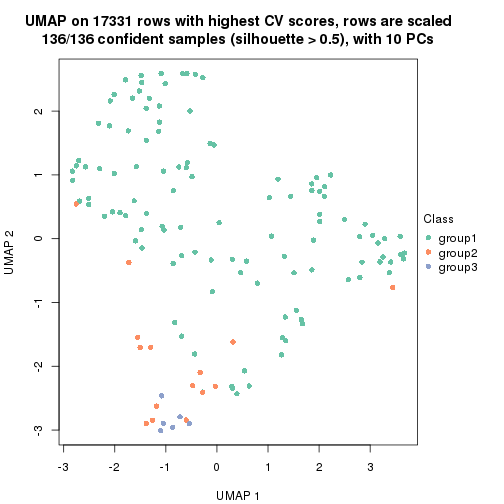 UMAP on 17331 rows with highest CV scores, rows are scaled
136/136 confident samples (silhouette > 0.5), with 10 PCs
2
1
0
-1
-2
-3
UMAP 2
-3
-2
-1
0
1
2
3
UMAP 1
Class
group1
group2
group3